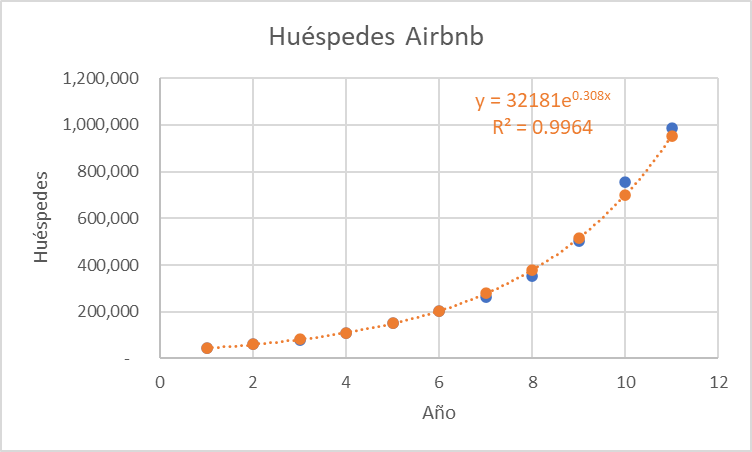 Huéspedes Airbnb
1,200,000
1,000,000
800,000
600,000
400,000
200,000
-
Huéspedes
y = 32181e^0.308x
R² = 0.9964
0 2 4 6 8 10 12
Año